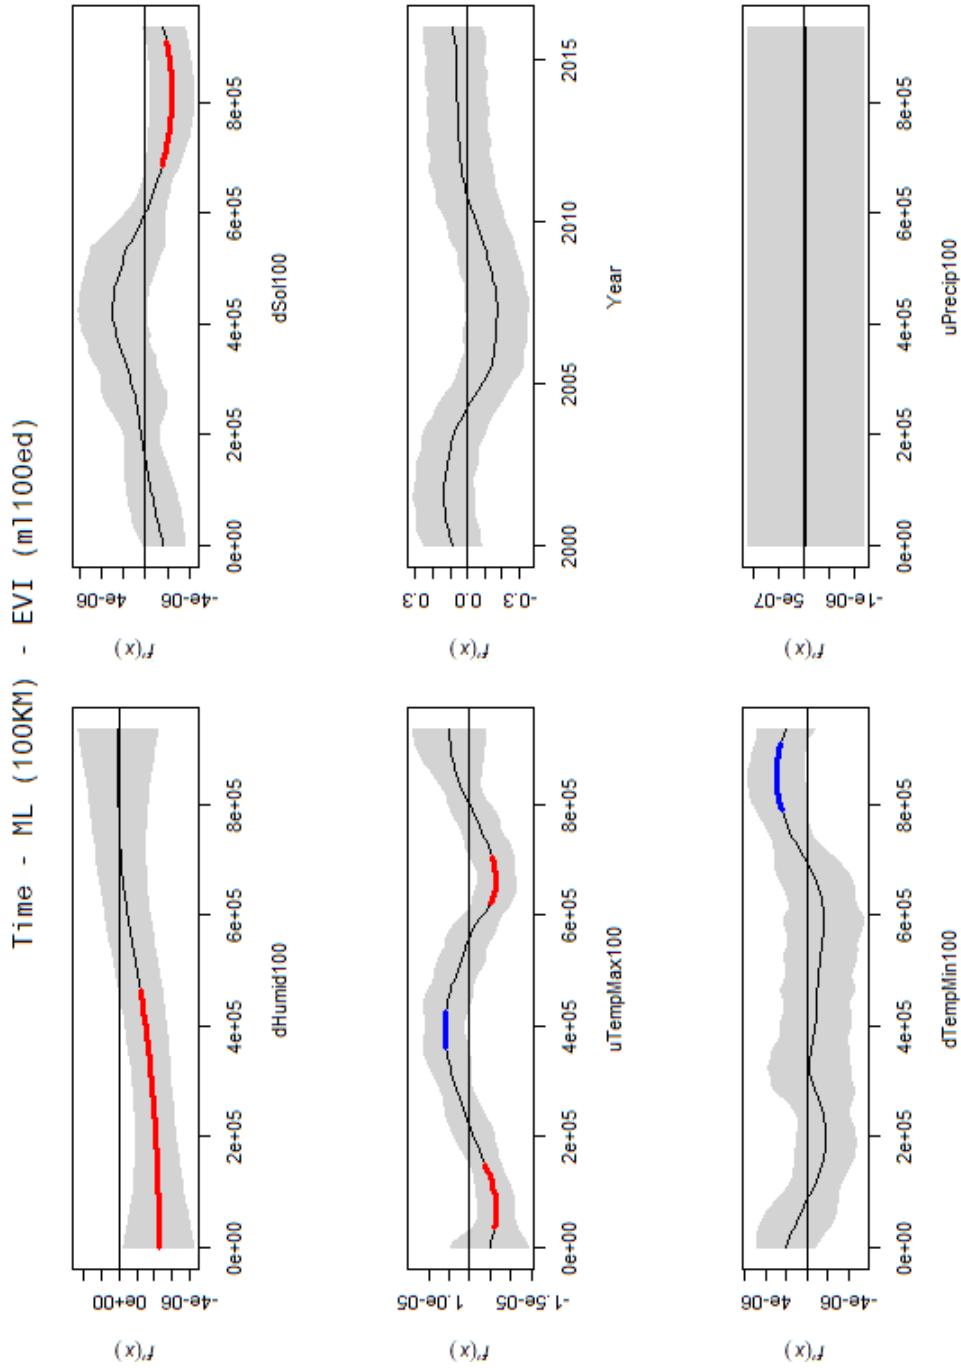 Time - ML (100KM) - EVI (ml100ed)
f'(x)
0e+00
-4e-06
0e+00 2e+05 4e+05 6e+05 8e+05
dHumid100
f'(x)
4e-06
-4e-06
0e+00 2e+05 4e+05 6e+05 8e+05
dSol100
f'(x)
1.0e-05
-1.5e-05
0e+00 2e+05 4e+05 6e+05 8e+05
uTempMax100
f'(x)
0.3
0.0
-0.3
2000 2005 2010 2015
Year
f'(x)
4e-06
-4e-06
0e+00 2e+05 4e+05 6e+05 8e+05
dTempMin100
f'(x)
5e-07
-1e-06
0e+00 2e+05 4e+05 6e+05 8e+05
uPrecip100